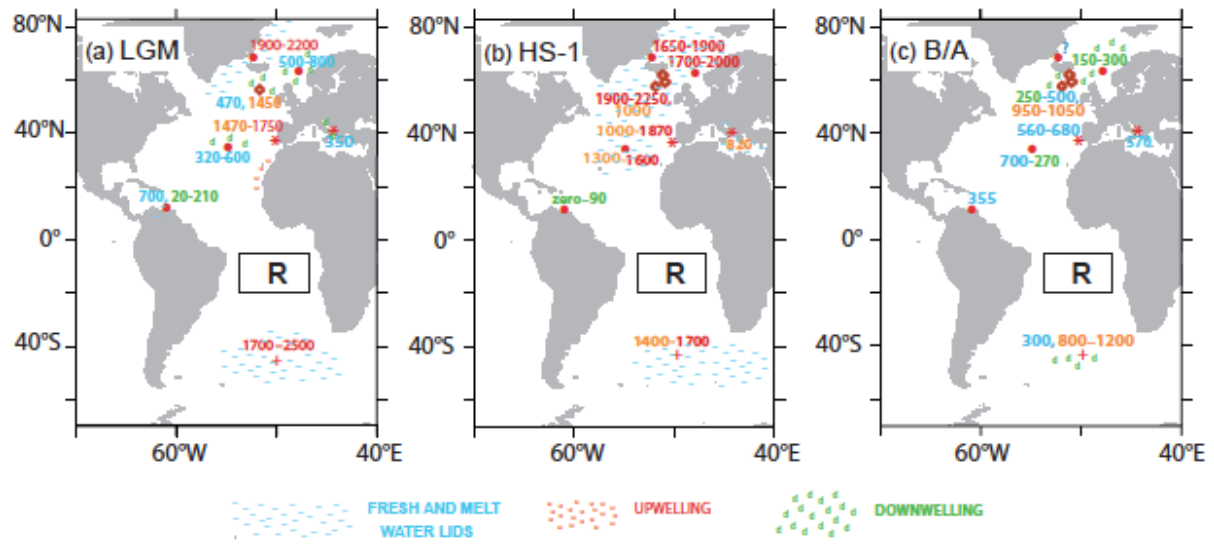 (a) LGM
80ºN
40ºN
0º
40ºS
60ºW
40ºE
1900-2200
500-800
470, 1450
1470-1750
350
320-600
700, 20-210
R
1700-2500
(b) HS-1
80ºN
40ºN
0º
40ºS
60ºW
40ºE
1650-1900
1700-2000
1900-2250,
1000
1000-1870
820
1300-1600
zero-90
R
1400-1700
(c) B/A
80ºN
40ºN
0º
40ºS
60ºW
40ºE
?
150-300
250-500,
950-1050
560-680
570
700-270
355
R
300, 800-1200
FRESH AND MELT
WATER LIDS
UPWELLING
DOWNWELLING